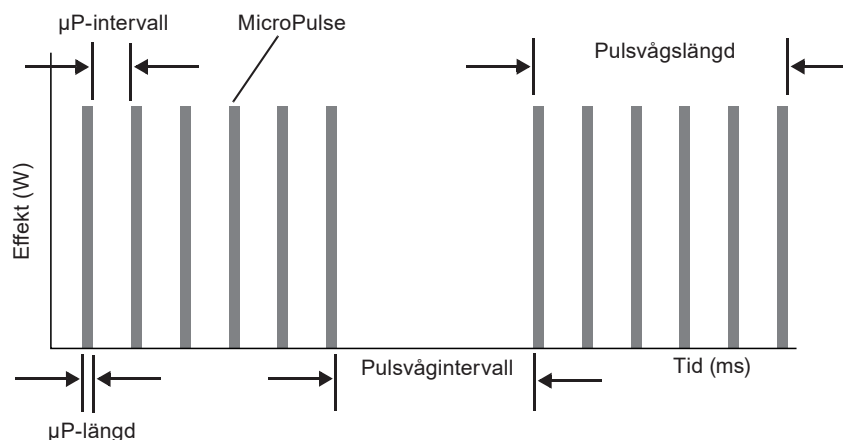 µP-intervall
MicroPulse
Pulsvågslängd
Effekt (W)
Pulsvågintervall
Tid (ms)
µP-längd